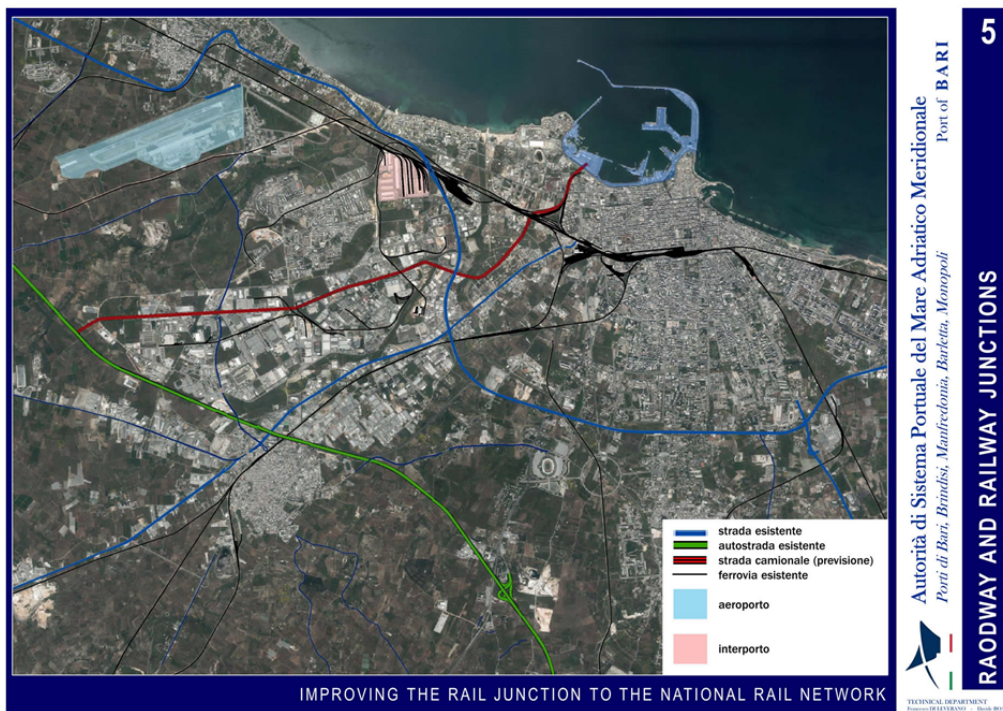 strada esistente
autostrada esistente
strada camionale (previsione)
ferrovia esistente
aeroporto
interporto
IMPROVING THE RAIL JUNCTION TO THE NATIONAL RAIL NETWORK
Autorità di Sistema Portuale del Mare Adriatico Meridionale
Porti di Bari, Brindisi, Manfredonia, Barletta, Monopoli
Port of BARI
TECHNICAL DEPARTMENT
5
RAODWAY AND RAILWAY JUNCTIONS